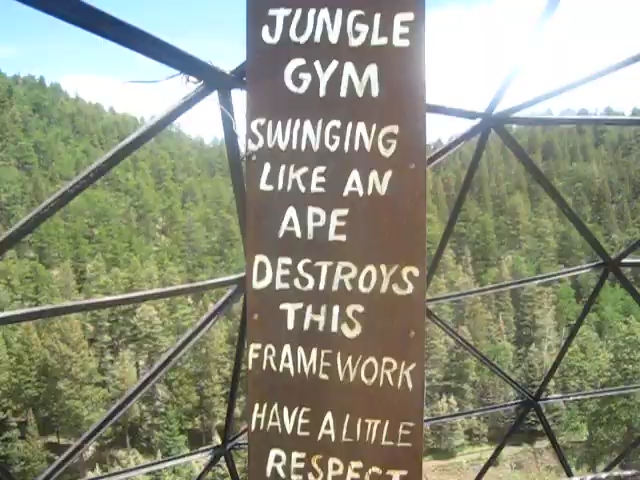 JUNGLE
GYM
SWINGING
LIKE AN
APE
DESTROYS
THIS
FRAMEWORK
HAVE A LITTLE
RESPECT